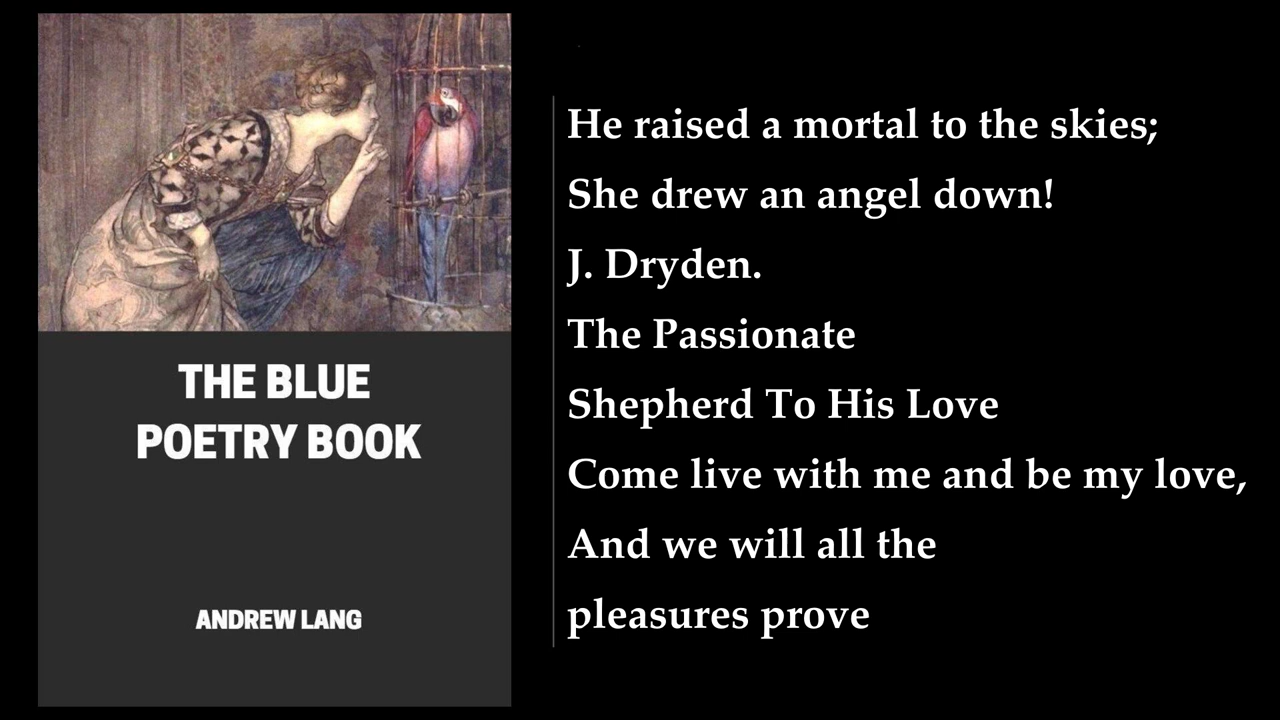 THE BLUE
POETRY BOOK
ANDREW LANG
He raised a mortal to the skies;
She drew an angel down!
J. Dryden.
The Passionate
Shepherd To His Love
Come live with me and be my love,
And we will all the
pleasures prove